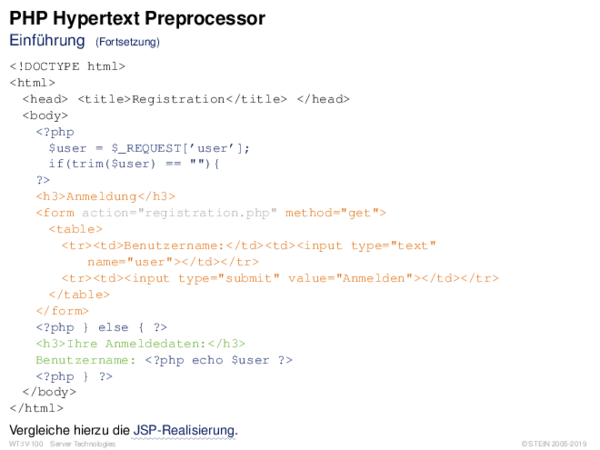 PHP Hypertext Preprocessor
Einführung (Fortsetzung)
<!DOCTYPE html>
<html>
<head> <title>Registration</title> </head>
<body>
<?php
$user = $_REQUEST[’user’];
if(trim($user) == ""){
?>
<h3>Anmeldung</h3>
<form action="registration.php" method="get">
<table>
<tr><td>Benutzername:</td><td><input type="text"
name="user"></td></tr>
<tr><td><input type="submit" value="Anmelden"></td></tr>
</table>
</form>
<?php } else { ?>
<h3>Ihre Anmeldedaten:</h3>
Benutzername: <?php echo $user ?>
<?php } ?>
</body>
</html>
Vergleiche hierzu die JSP-Realisierung.
WT:IV-100 Server Technologies © STEIN 2005-2019